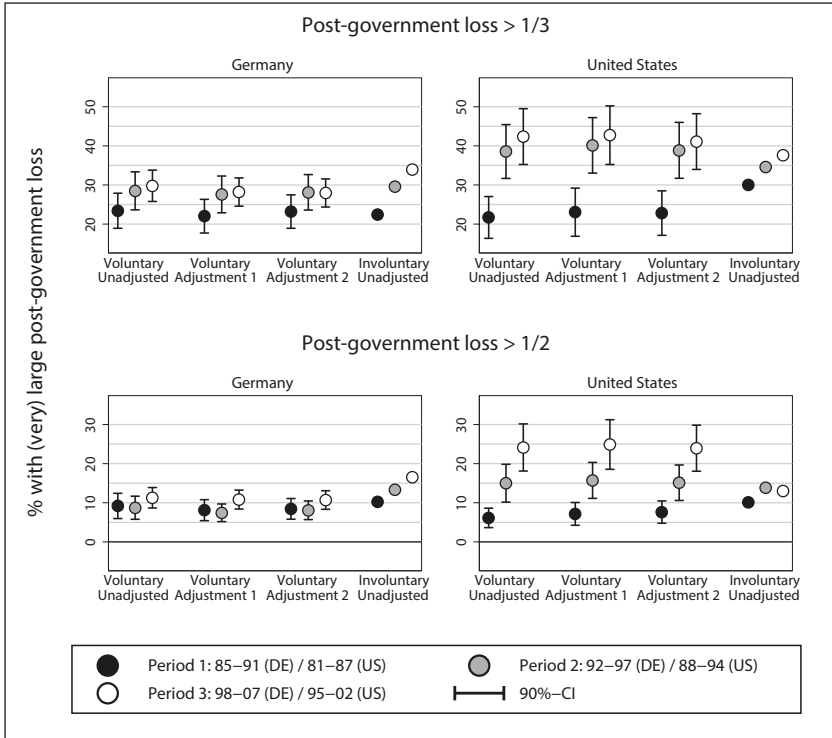 Post-government loss > 1/3
Germany
United States
50
40
30
20
50
40
30
20
Voluntary Unadjusted
Voluntary Adjustment 1
Voluntary Adjustment 2
Involuntary Unadjusted
Voluntary Unadjusted
Voluntary Adjustment 1
Voluntary Adjustment 2
Involuntary Unadjusted
% with (very) large post-government loss
Post-government loss > 1/2
Germany
United States
30
20
10
0
30
20
10
0
Voluntary Unadjusted
Voluntary Adjustment 1
Voluntary Adjustment 2
Involuntary Unadjusted
Voluntary Unadjusted
Voluntary Adjustment 1
Voluntary Adjustment 2
Involuntary Unadjusted
Period 1: 85–91 (DE) / 81–87 (US)
Period 2: 92–97 (DE) / 88–94 (US)
Period 3: 98–07 (DE) / 95–02 (US)
90%–CI